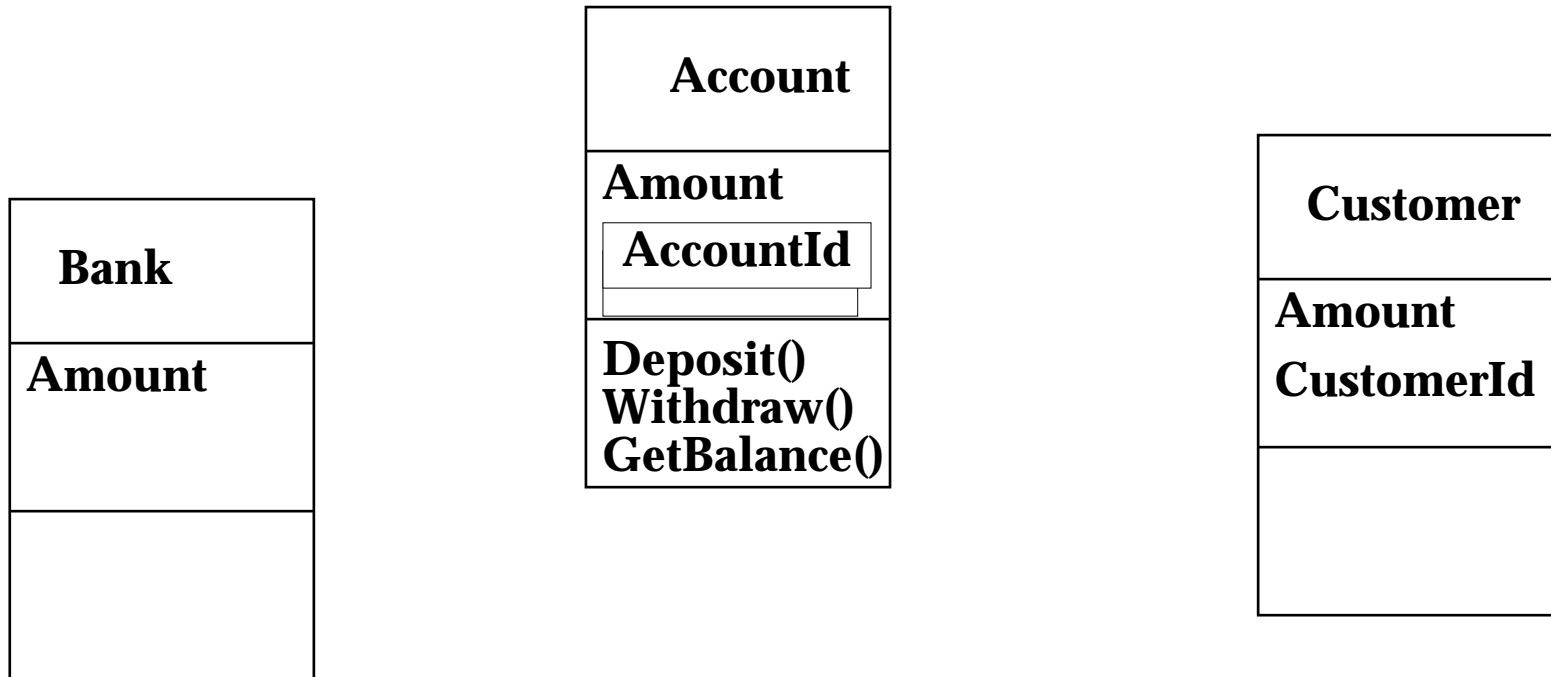 Bank
Amount
Account
Amount
AccountId
Deposit()
Withdraw()
GetBalance()
Customer
Amount
CustomerId